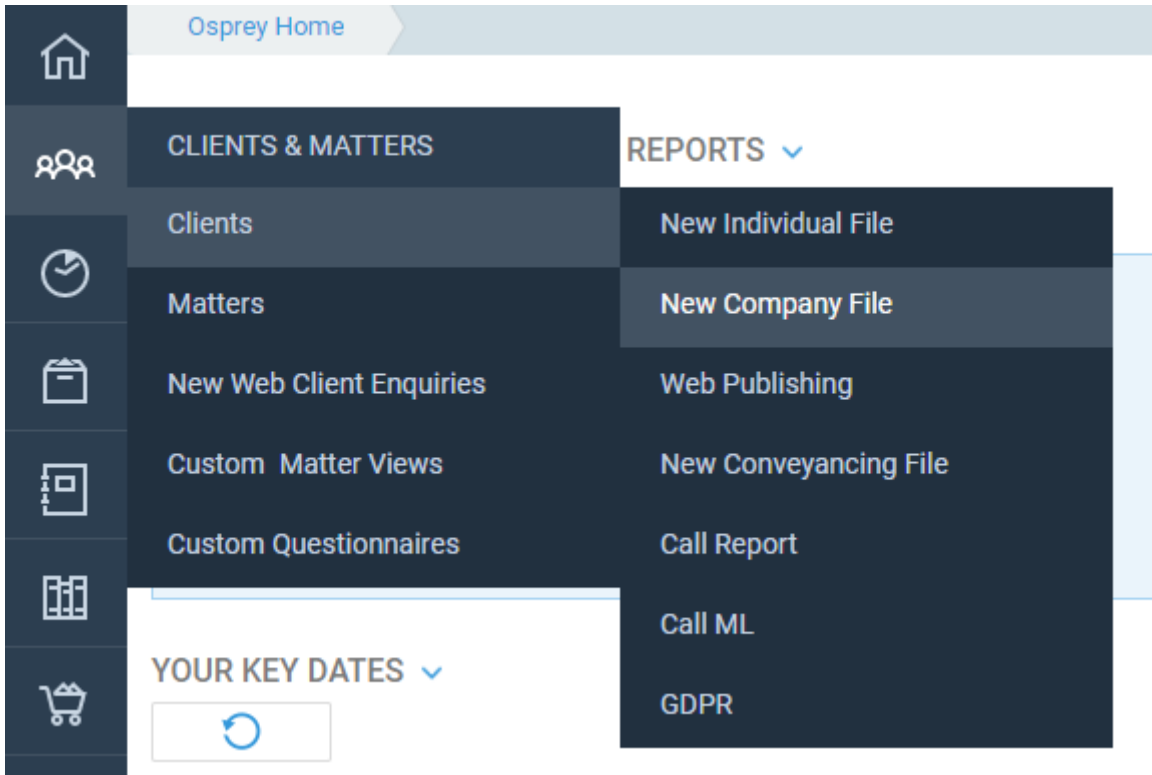 Osprey Home
CLIENTS & MATTERS
REPORTS
Clients
New Individual File
Matters
New Company File
New Web Client Enquiries
Web Publishing
Custom  Matter Views
New Conveyancing File
Custom Questionnaires
Call Report
Call ML
YOUR KEY DATES
GDPR